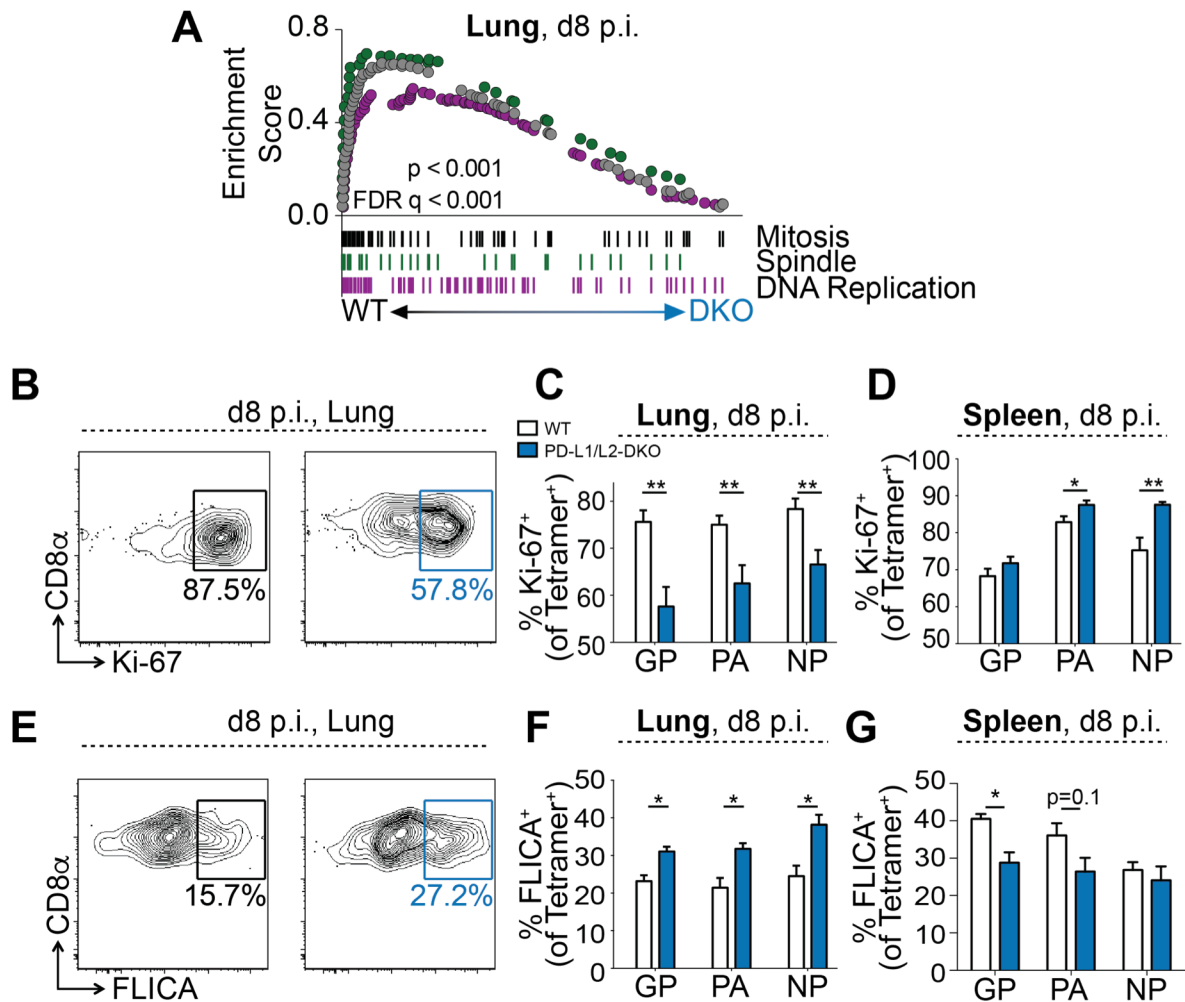 A
Lung, d8 p.i.
Enrichment
Score
0.8
0.4
0.0
p < 0.001
FDR q < 0.001
Mitosis
Spindle
DNA Replication
WT
DKO
B
d8 p.i., Lung
CD8α
Ki-67
87.5%
57.8%
C
WT
PD-L1/L2-DKO
Lung, d8 p.i.
% Ki-67+
(of Tetramer+)
80
70
60
50
**
**
**
GP PA NP
D
Spleen, d8 p.i.
% Ki-67+
(of Tetramer+)
100
90
80
70
60
50
*
**
GP PA NP
E
d8 p.i., Lung
CD8α
FLICA
15.7%
27.2%
F
Lung, d8 p.i.
% FLICA+
(of Tetramer+)
50
40
30
20
10
0
*
*
*
GP PA NP
G
Spleen, d8 p.i.
% FLICA+
(of Tetramer+)
50
40
30
20
10
0
*
p=0.1
GP PA NP